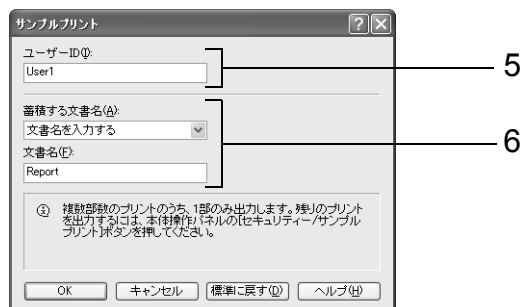 サンプルプリント
ユーザーID(I):
User1
5
蓄積する文書名(A):
文書名を入力する
6
文書名(F):
Report
複数部数のプリントのうち、1部のみ出力します。残りのプリント
を出力するには、本体操作パネルの[セキュリティー/サンプル
プリント]ボタンを押してください。
OK キャンセル 標準に戻す(D) ヘルプ(H)